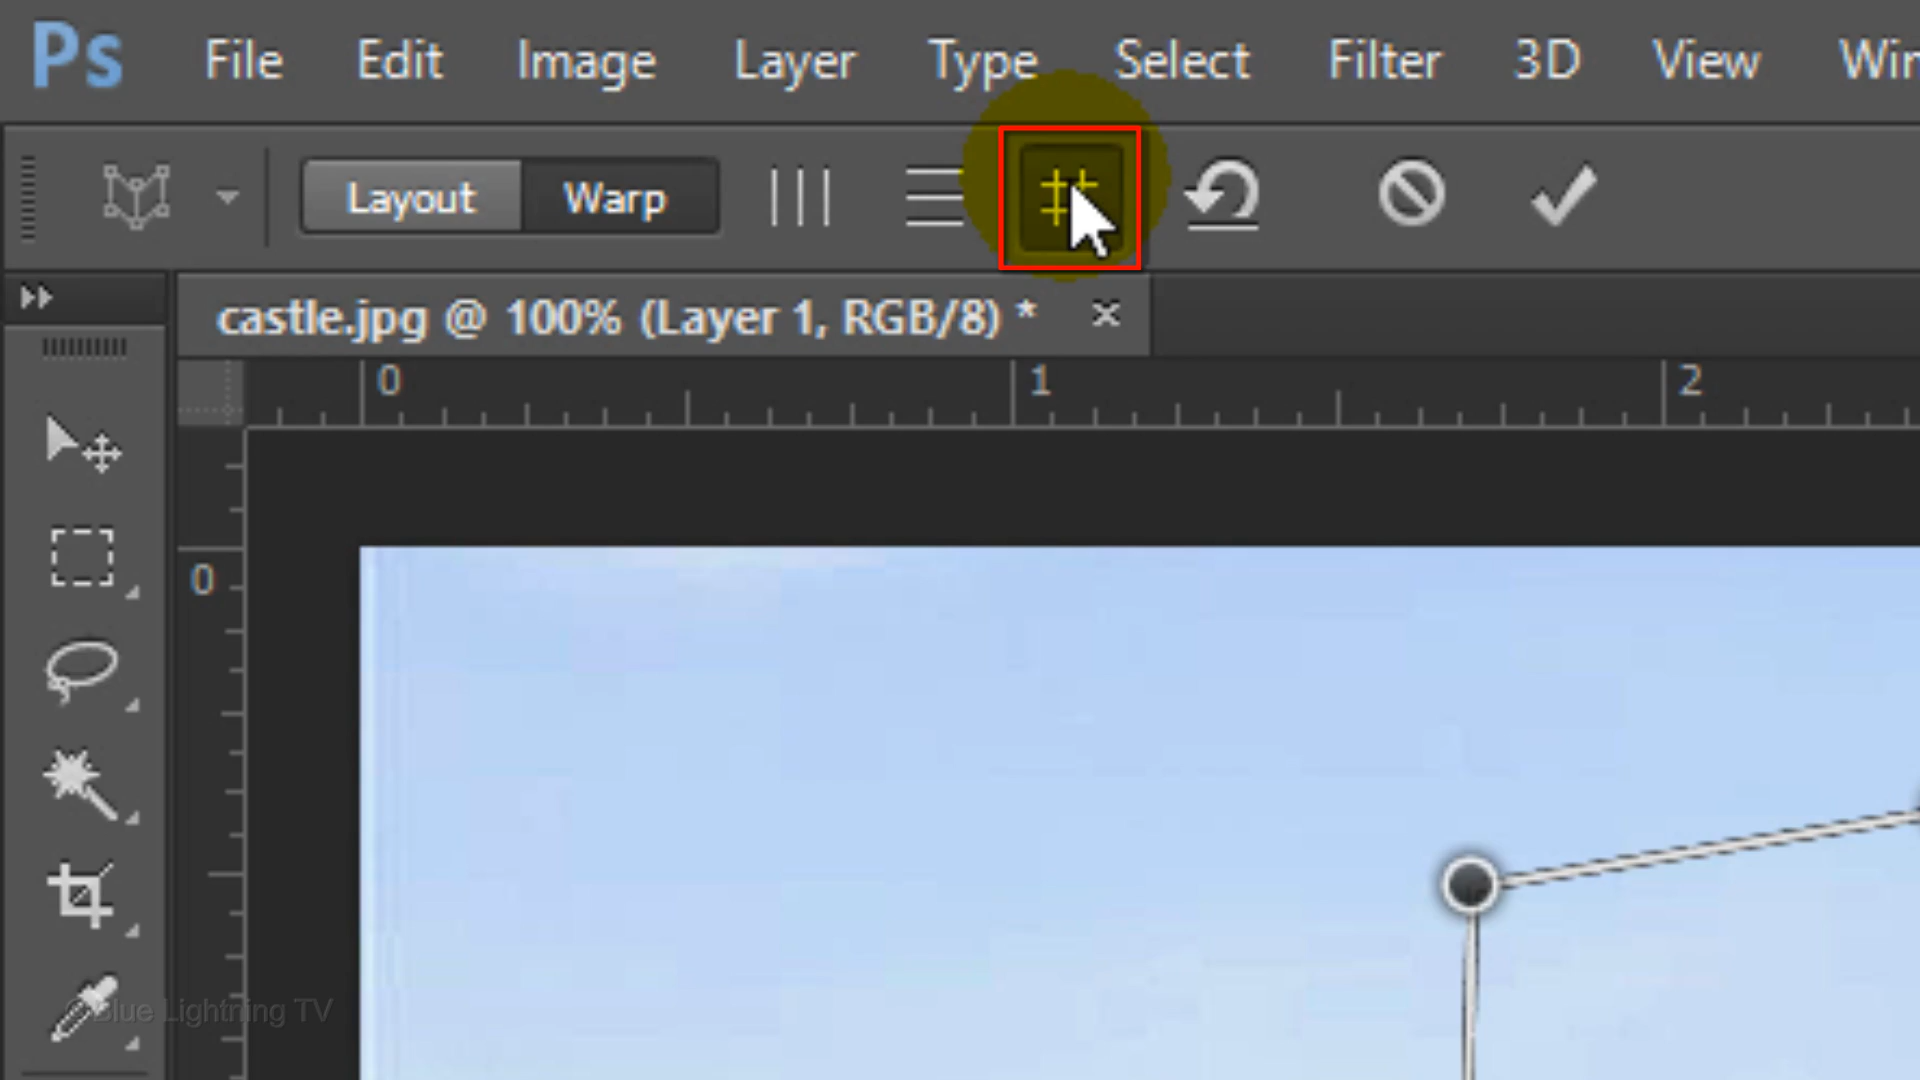 Ps File Edit Image Layer Type Select Filter 3D View Win
Layout Warp
castle.jpg @ 100% (Layer 1, RGB/8) * ×
0 1 2
0
©Blue Lightning TV